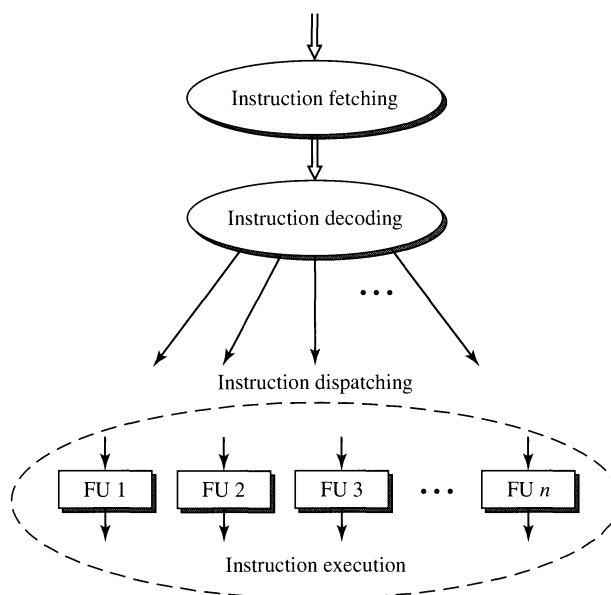 Instruction fetching
Instruction decoding
...
Instruction dispatching
FU 1 FU 2 FU 3 ... FU n
Instruction execution